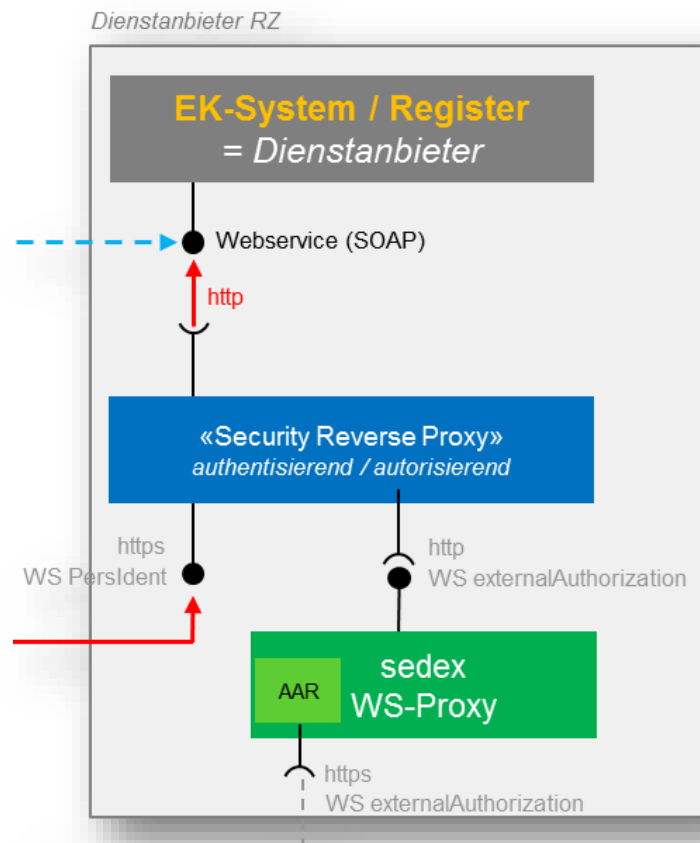 Dienstanbieter RZ
EK-System / Register
= Dienstanbieter
Webservice (SOAP)
http
«Security Reverse Proxy»
authentisierend / autorisierend
https
WS PersIdent
http
WS externalAuthorization
sedex
WS-Proxy
AAR
https
WS externalAuthorization